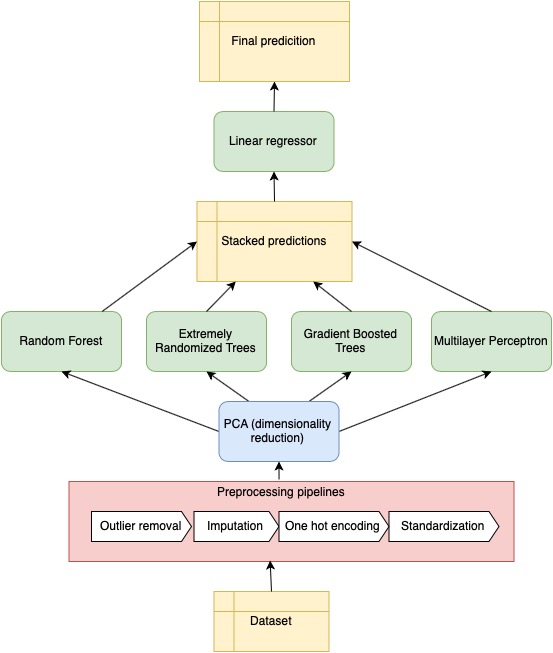 Final predicition
Linear regressor
Stacked predictions
Random Forest
Extremely
Randomized Trees
Gradient Boosted
Trees
Multilayer Perceptron
PCA (dimensionality
reduction)
Preprocessing pipelines
Outlier removal
Imputation
One hot encoding
Standardization
Dataset